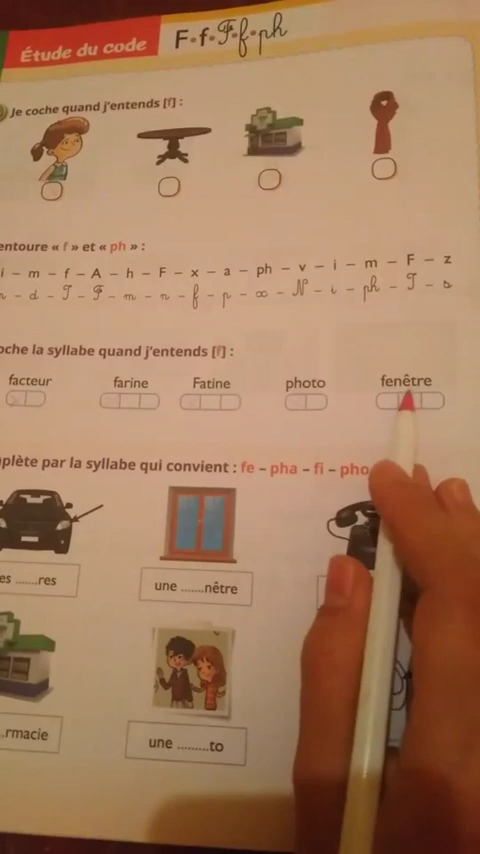 Étude du code
F•f•F•f•ph
Je coche quand j'entends [f] :
entoure « f » et « ph » :
i – m – f – A – h – F – x – a – ph – v – i – m – F – z
– d – T – F – m – n – f – p – x – N – i – ph – T – s
oche la syllabe quand j'entends [f] :
facteur farine Fatine photo fenêtre
plète par la syllabe qui convient : fe – pha – fi – pho
es .......res une .......nêtre
..rmacie une .........to